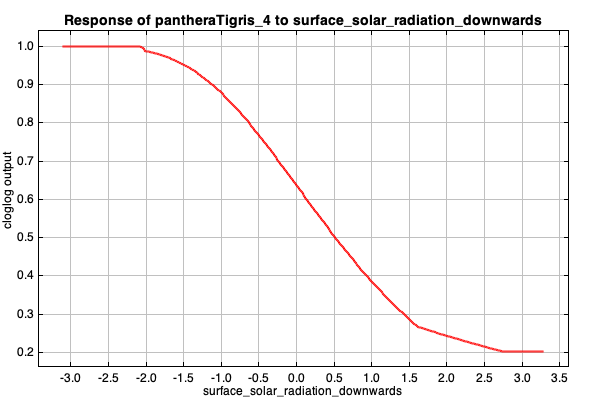 Response of pantheraTigris_4 to surface_solar_radiation_downwards
1.0
0.9
0.8
0.7
0.6
0.5
0.4
0.3
0.2
cloglog output
-3.0 -2.5 -2.0 -1.5 -1.0 -0.5 0.0 0.5 1.0 1.5 2.0 2.5 3.0 3.5
surface_solar_radiation_downwards